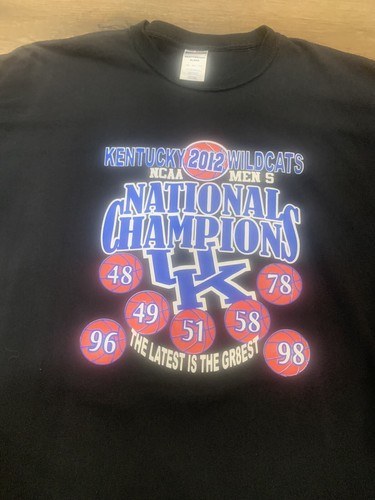 KENTUCKY 2012 WILDCATS
NCAA MEN S
NATIONAL
CHAMPIONS
UK
48 78
49 51 58
96 98
THE LATEST IS THE GR8EST